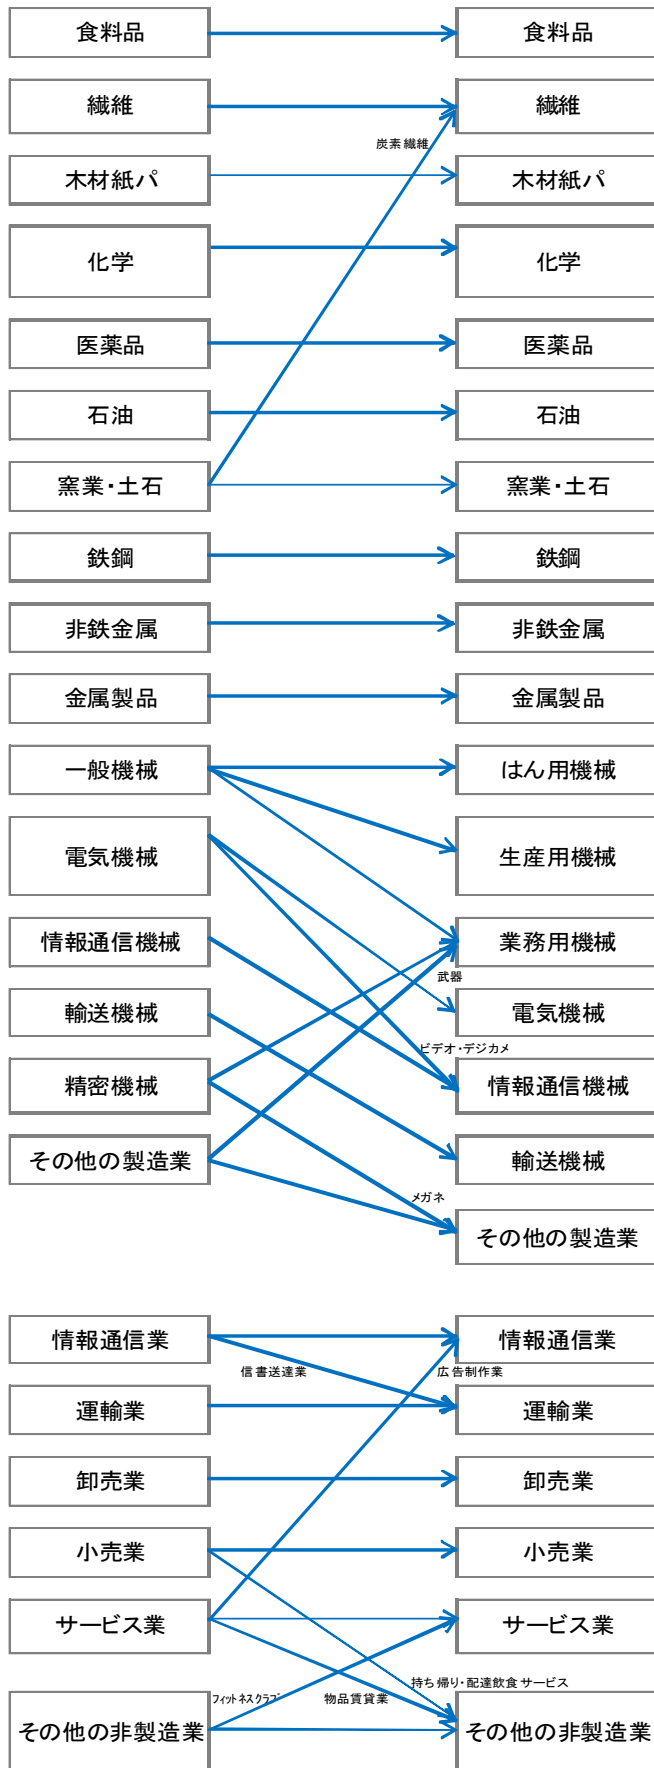 食料品
食料品
繊維
繊維
炭素繊維
木材紙パ
木材紙パ
化学
化学
医薬品
医薬品
石油
石油
窯業・土石
窯業・土石
鉄鋼
鉄鋼
非鉄金属
非鉄金属
金属製品
金属製品
一般機械
はん用機械
電気機械
生産用機械
情報通信機械
業務用機械
武器
輸送機械
電気機械
ビデオ・デジカメ
精密機械
情報通信機械
その他の製造業
輸送機械
メガネ
その他の製造業
情報通信業
情報通信業
信書送達業
広告制作業
運輸業
運輸業
卸売業
卸売業
小売業
小売業
サービス業
サービス業
持ち帰り・配達飲食サービス
フィットネスクラブ
物品賃貸業
その他の非製造業
その他の非製造業